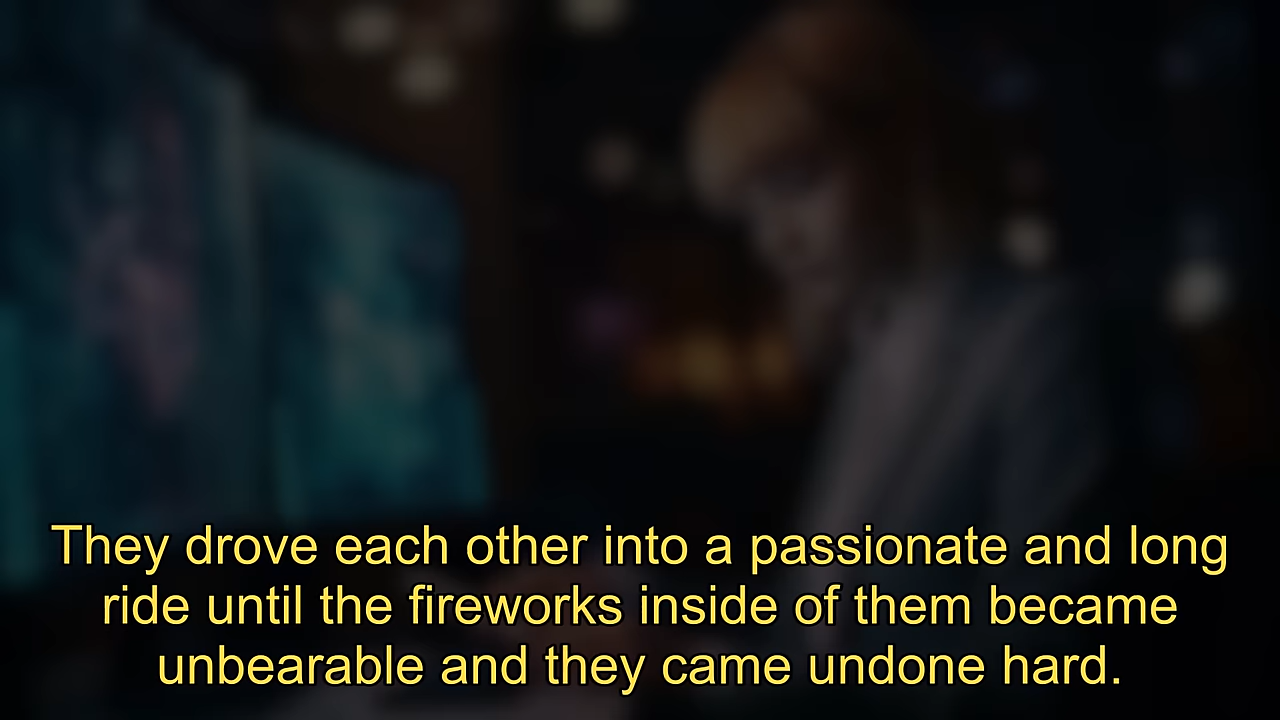 They drove each other into a passionate and long
ride until the fireworks inside of them became
unbearable and they came undone hard.